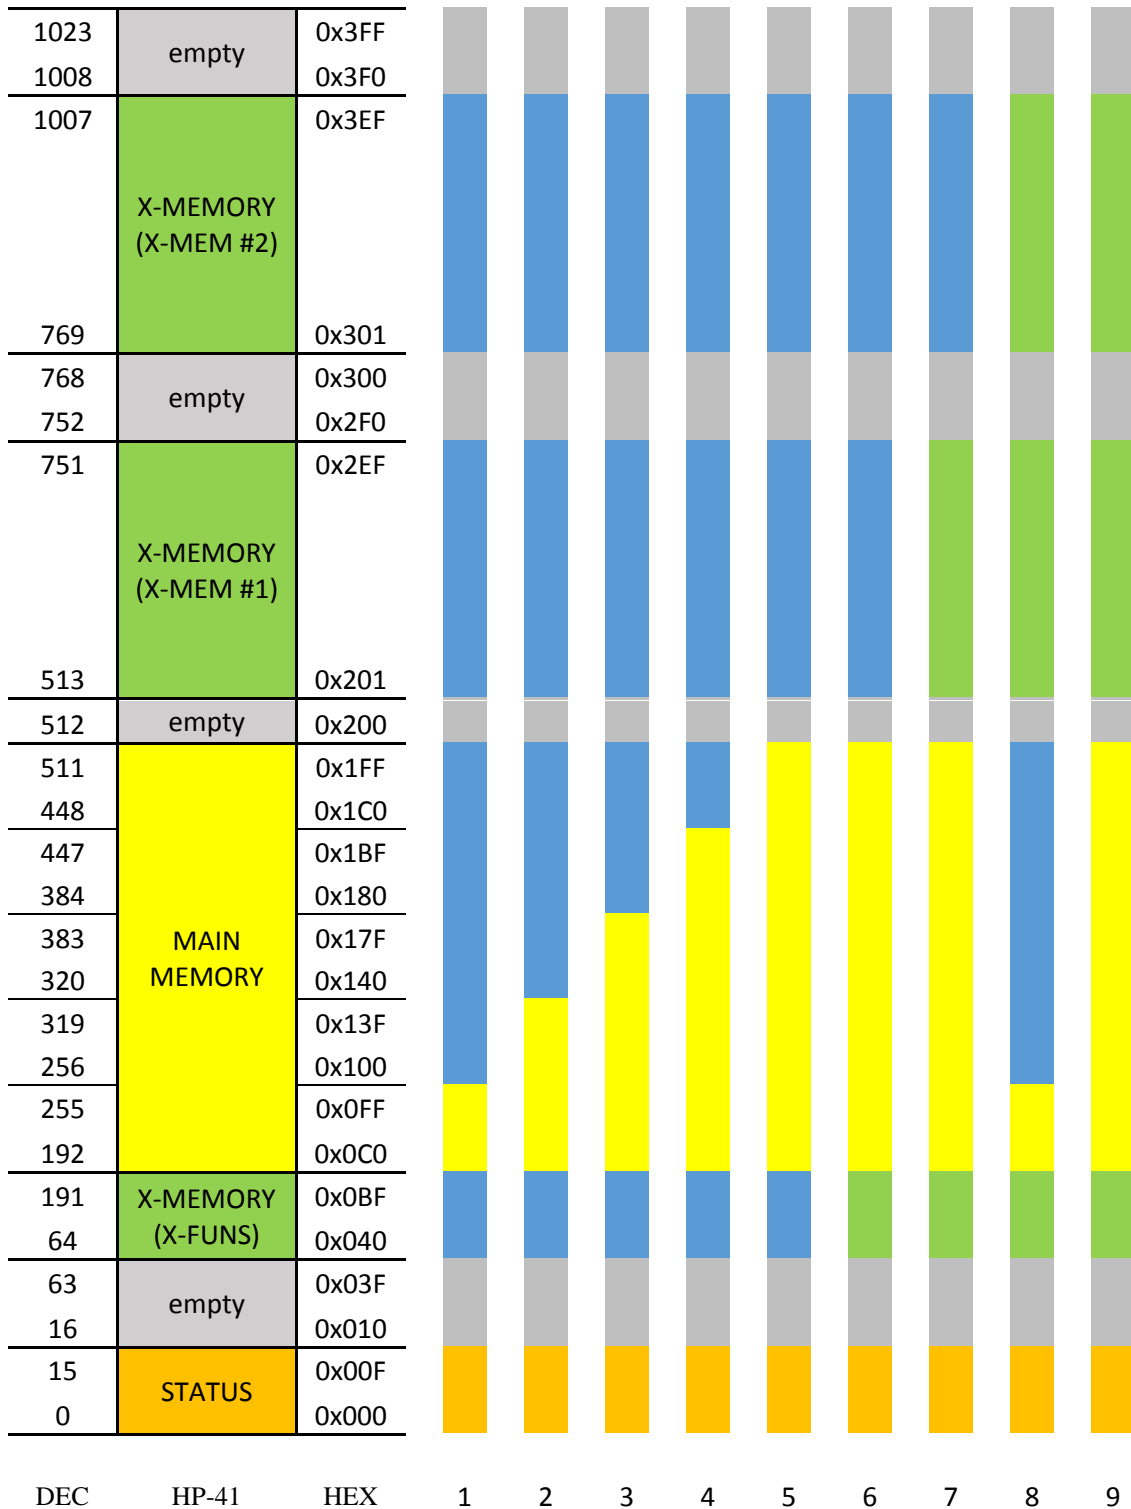 1023 empty 0x3FF
1008 0x3F0
1007 0x3EF
X-MEMORY
(X-MEM #2)
769 0x301
768 empty 0x300
752 0x2F0
751 0x2EF
X-MEMORY
(X-MEM #1)
513 0x201
512 empty 0x200
511 0x1FF
448 0x1C0
447 0x1BF
384 0x180
383 MAIN 0x17F
320 MEMORY 0x140
319 0x13F
256 0x100
255 0x0FF
192 0x0C0
191 X-MEMORY 0x0BF
64 (X-FUNS) 0x040
63 empty 0x03F
16 0x010
15 STATUS 0x00F
0 0x000
DEC HP-41 HEX 1 2 3 4 5 6 7 8 9